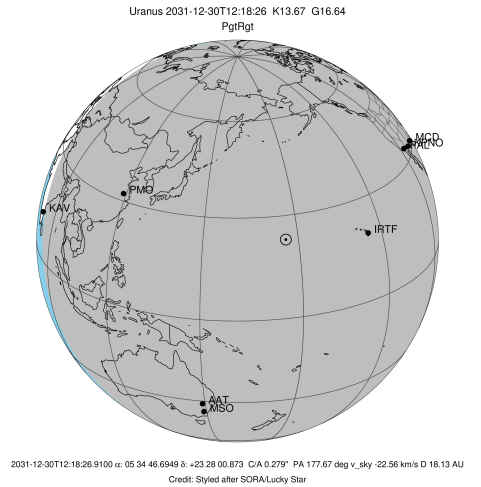 Uranus 2031-12-30T12:18:26 K13.67 G16.64
PgtRgt
MCD
PMO
KAV
IRTF
AAT
MSO
2031-12-30T12:18:26.9100 α: 05 34 46.6949 δ: +23 28 00.873 C/A 0.279" PA 177.67 deg v_sky -22.56 km/s D 18.13 AU
Credit: Styled after SORA/Lucky Star